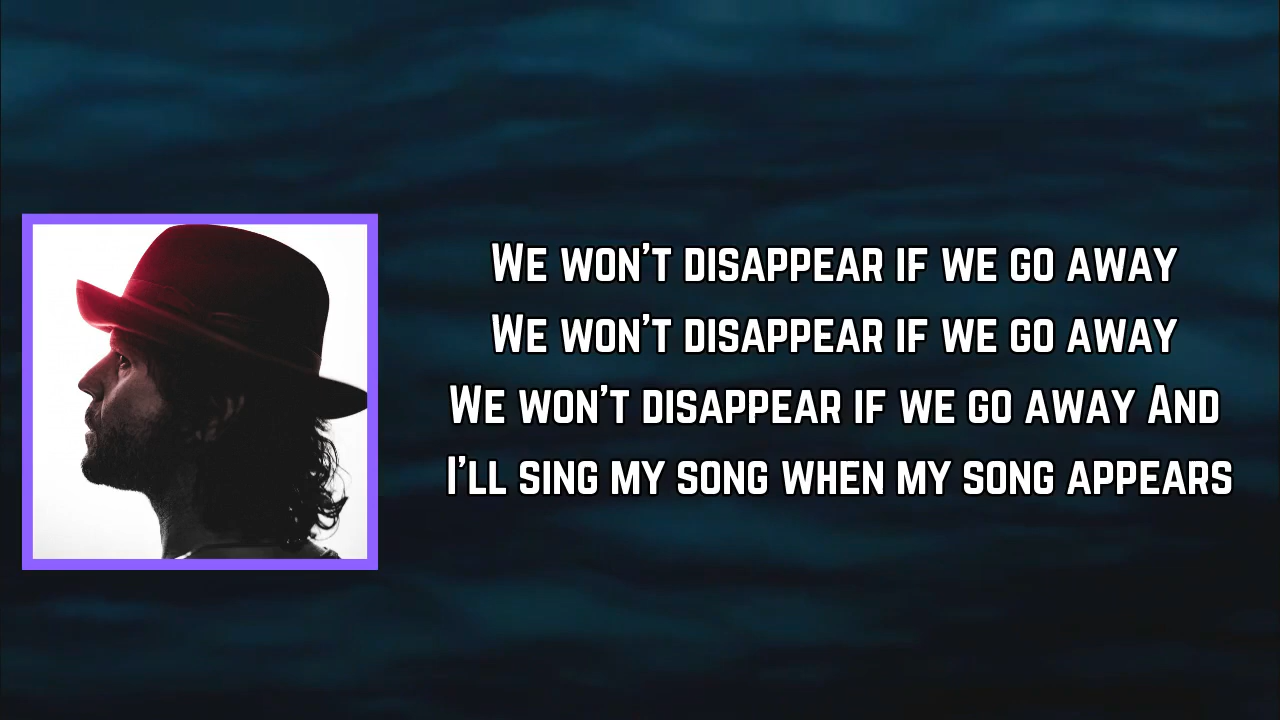 We won't disappear if we go away
We won't disappear if we go away
We won't disappear if we go away And
I'll sing my song when my song appears